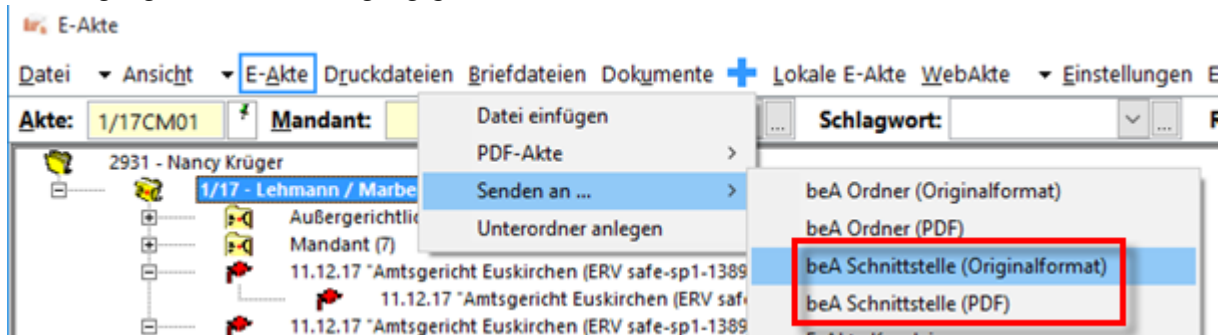 E-Akte
Datei Ansicht E-Akte Druckdateien Briefdateien Dokumente Lokale E-Akte WebAkte Einstellungen
Akte: 1/17CM01 Mandant: ... Schlagwort: ...
2931 - Nancy Krüger
1/17 - Lehmann / Marbe
Außergerichtlic
Mandant (7)
11.12.17 "Amtsgericht Euskirchen (ERV safe-sp1-1389
11.12.17 "Amtsgericht Euskirchen (ERV safe
11.12.17 "Amtsgericht Euskirchen (ERV safe-sp1-1389
Datei einfügen
PDF-Akte
Senden an ...
Unterordner anlegen
beA Ordner (Originalformat)
beA Ordner (PDF)
beA Schnittstelle (Originalformat)
beA Schnittstelle (PDF)